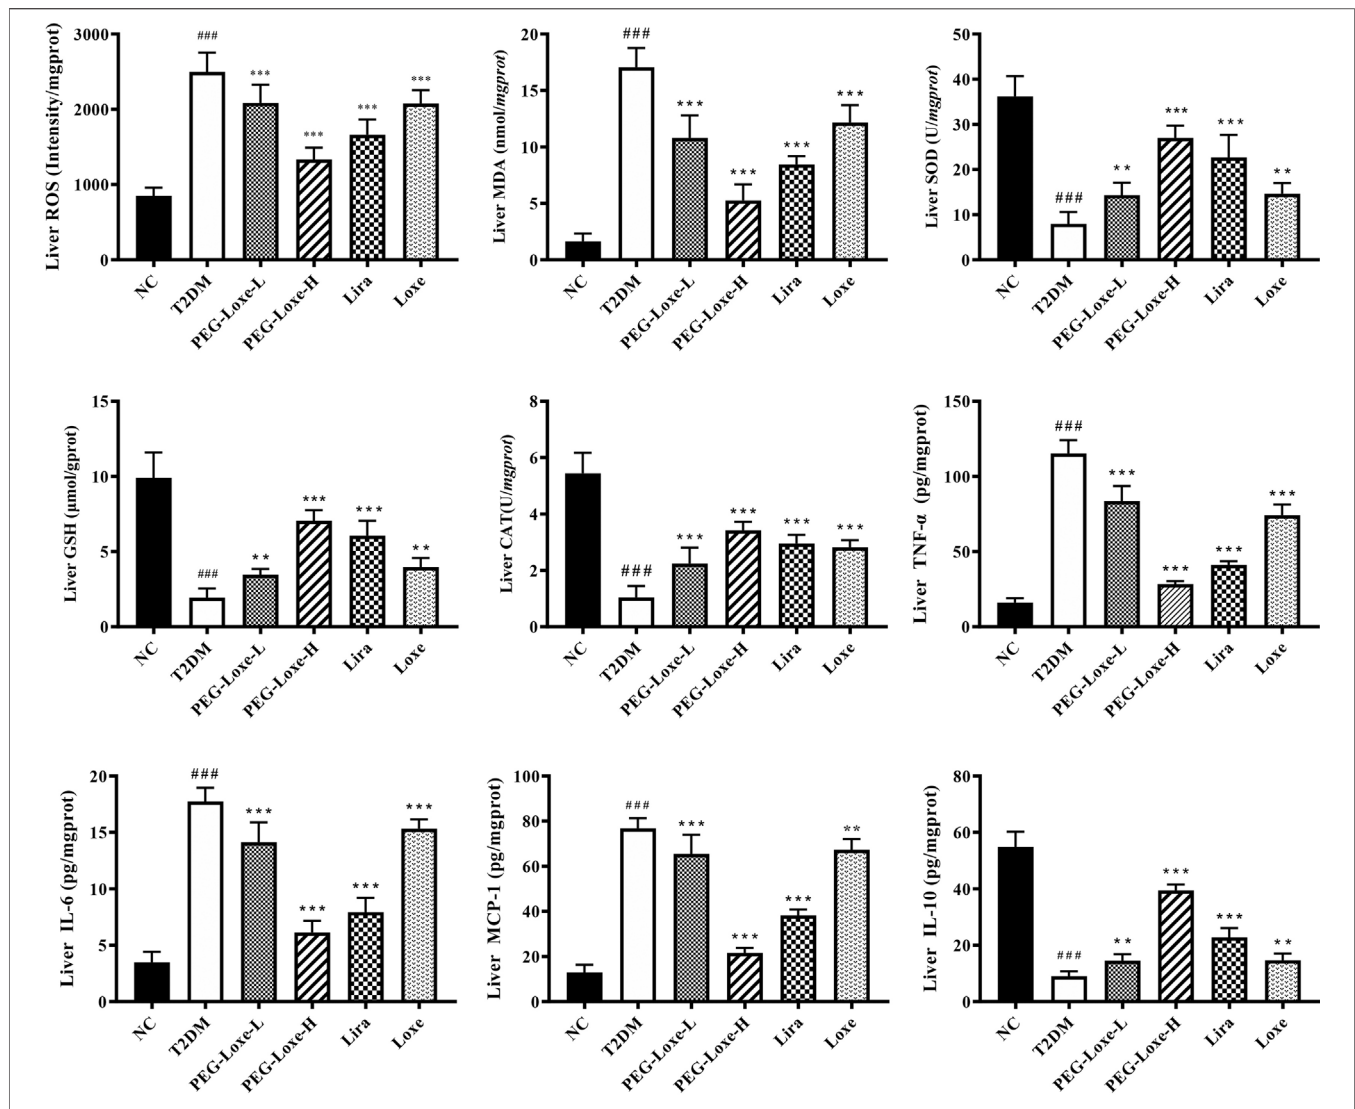 Liver ROS (Intensity/mgprot)
3000
2000
1000
0
###
***
***
***
***
NC
T2DM
PEG-Loxe-L
PEG-Loxe-H
Lira
Loxe
Liver MDA (nmol/mgprot)
20
15
10
5
0
###
***
***
***
***
NC
T2DM
PEG-Loxe-L
PEG-Loxe-H
Lira
Loxe
Liver SOD (U/mgprot)
50
40
30
20
10
0
###
**
***
***
**
NC
T2DM
PEG-Loxe-L
PEG-Loxe-H
Lira
Loxe
Liver GSH (μmol/gprot)
15
10
5
0
###
**
***
***
**
NC
T2DM
PEG-Loxe-L
PEG-Loxe-H
Lira
Loxe
Liver CAT(U/mgprot)
8
6
4
2
0
###
***
***
***
***
NC
T2DM
PEG-Loxe-L
PEG-Loxe-H
Lira
Loxe
Liver TNF-α (pg/mgprot)
150
100
50
0
###
***
***
***
***
NC
T2DM
PEG-Loxe-L
PEG-Loxe-H
Lira
Loxe
Liver IL-6 (pg/mgprot)
20
15
10
5
0
###
***
***
***
***
NC
T2DM
PEG-Loxe-L
PEG-Loxe-H
Lira
Loxe
Liver MCP-1 (pg/mgprot)
100
80
60
40
20
0
###
***
***
***
**
NC
T2DM
PEG-Loxe-L
PEG-Loxe-H
Lira
Loxe
Liver IL-10 (pg/mgprot)
80
60
40
20
0
###
**
***
***
**
NC
T2DM
PEG-Loxe-L
PEG-Loxe-H
Lira
Loxe